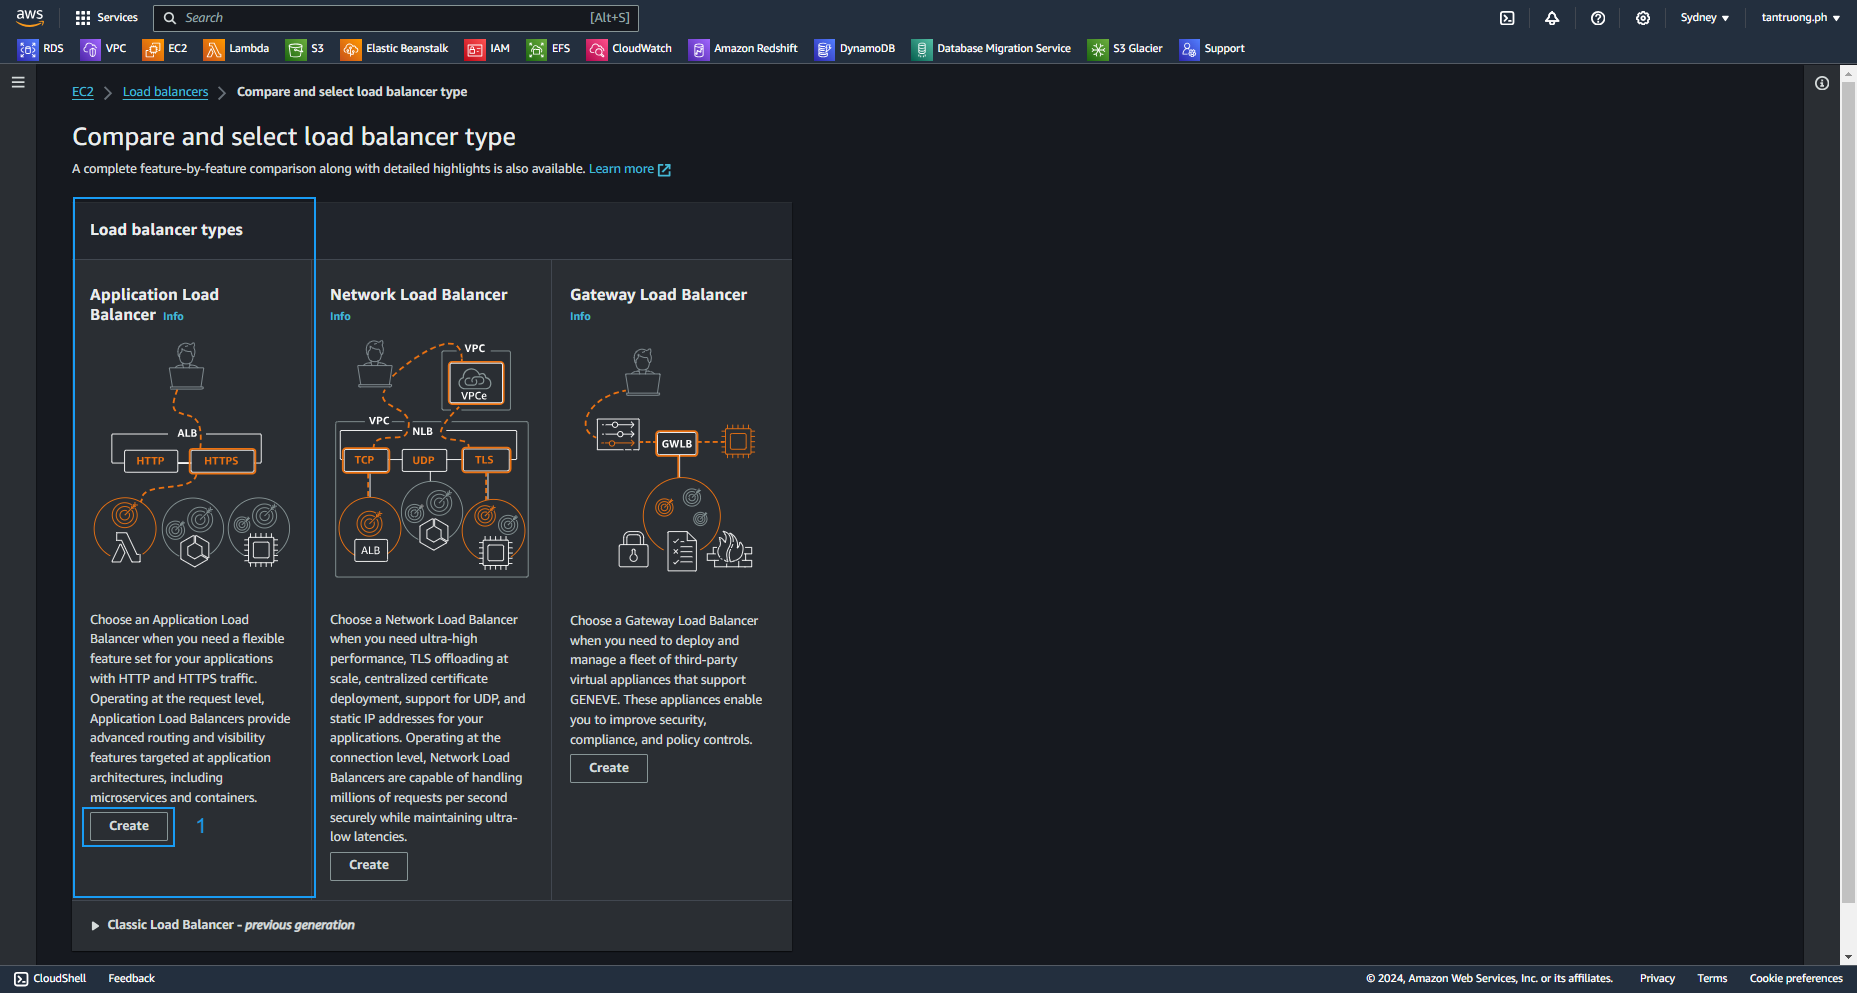 aws
Services
Search
[Alt+S]
Sydney ▼
tantruong.ph ▼
RDS
VPC
EC2
Lambda
S3
Elastic Beanstalk
IAM
EFS
CloudWatch
Amazon Redshift
DynamoDB
Database Migration Service
S3 Glacier
Support
EC2 > Load balancers > Compare and select load balancer type
Compare and select load balancer type
A complete feature-by-feature comparison along with detailed highlights is also available. Learn more
Load balancer types
Application Load
Balancer Info
ALB
HTTP
HTTPS
Choose an Application Load
Balancer when you need a flexible
feature set for your applications
with HTTP and HTTPS traffic.
Operating at the request level,
Application Load Balancers provide
advanced routing and visibility
features targeted at application
architectures, including
microservices and containers.
Create
1
Network Load Balancer
Info
VPC
VPCe
VPC
NLB
TCP
UDP
TLS
ALB
Choose a Network Load Balancer
when you need ultra-high
performance, TLS offloading at
scale, centralized certificate
deployment, support for UDP, and
static IP addresses for your
applications. Operating at the
connection level, Network Load
Balancers are capable of handling
millions of requests per second
securely while maintaining ultra-
low latencies.
Create
Gateway Load Balancer
Info
GWLB
Choose a Gateway Load Balancer
when you need to deploy and
manage a fleet of third-party
virtual appliances that support
GENEVE. These appliances enable
you to improve security,
compliance, and policy controls.
Create
Classic Load Balancer - previous generation
CloudShell
Feedback
© 2024, Amazon Web Services, Inc. or its affiliates.
Privacy
Terms
Cookie preferences